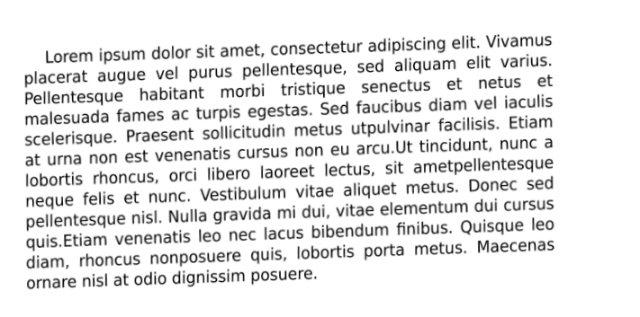 Lorem ipsum dolor sit amet, consectetur adipiscing elit. Vivamus
placerat augue vel purus pellentesque, sed aliquam elit varius.
Pellentesque habitant morbi tristique senectus et netus et
malesuada fames ac turpis egestas. Sed faucibus diam vel iaculis
scelerisque. Praesent sollicitudin metus utpulvinar facilisis. Etiam
at urna non est venenatis cursus non eu arcu.Ut tincidunt, nunc a
lobortis rhoncus, orci libero laoreet lectus, sit ametpellentesque
neque felis et nunc. Vestibulum vitae aliquet metus. Donec sed
pellentesque nisl. Nulla gravida mi dui, vitae elementum dui cursus
quis.Etiam venenatis leo nec lacus bibendum finibus. Quisque leo
diam, rhoncus nonposuere quis, lobortis porta metus. Maecenas
ornare nisl at odio dignissim posuere.